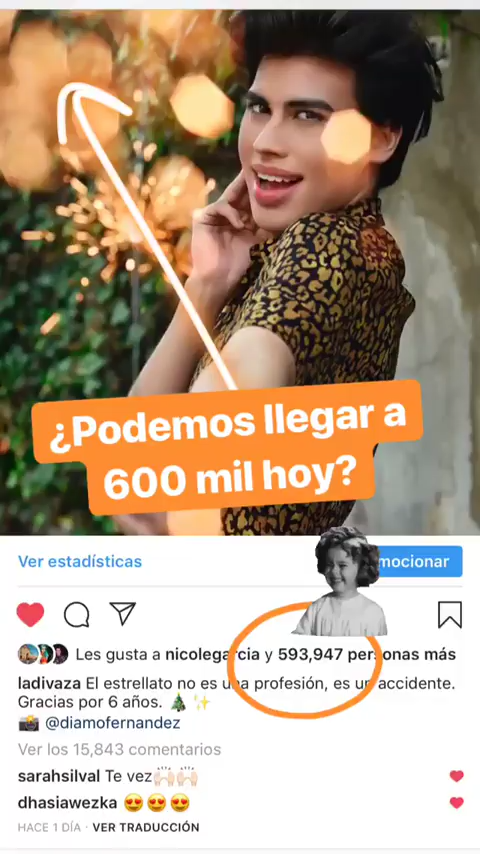 ¿Podemos llegar a
600 mil hoy?
Ver estadísticas
mocionar
Les gusta a nicolegarcia y 593,947 personas más
ladivaza El estrellato no es una profesión, es un accidente.
Gracias por 6 años. 🎄✨
📸 @diamofernandez
Ver los 15,843 comentarios
sarahsilval Te vez🙌🏻🙌🏻
dhasiawezka 😍😍😍
HACE 1 DÍA · VER TRADUCCIÓN